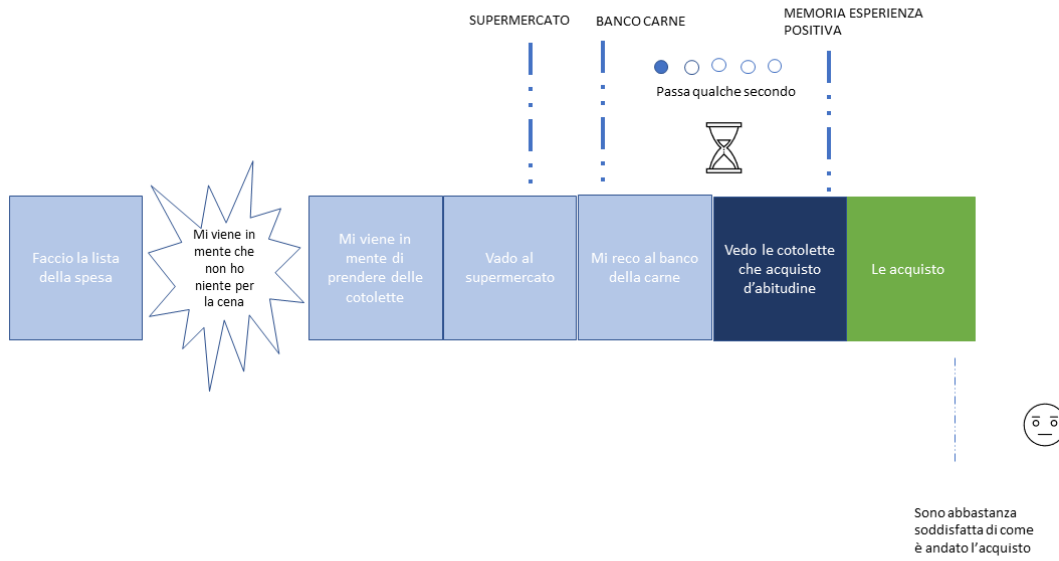 SUPERMERCATO
BANCO CARNE
MEMORIA ESPERIENZA
POSITIVA
Passa qualche secondo
Faccio la lista
della spesa
Mi viene in
mente che
non ho
niente per
la cena
Mi viene in
mente di
prendere delle
cotolette
Vado al
supermercato
Mi reco al banco
della carne
Vedo le cotolette
che acquisto
d’abitudine
Le acquisto
Sono abbastanza
soddisfatta di come
è andato l’acquisto